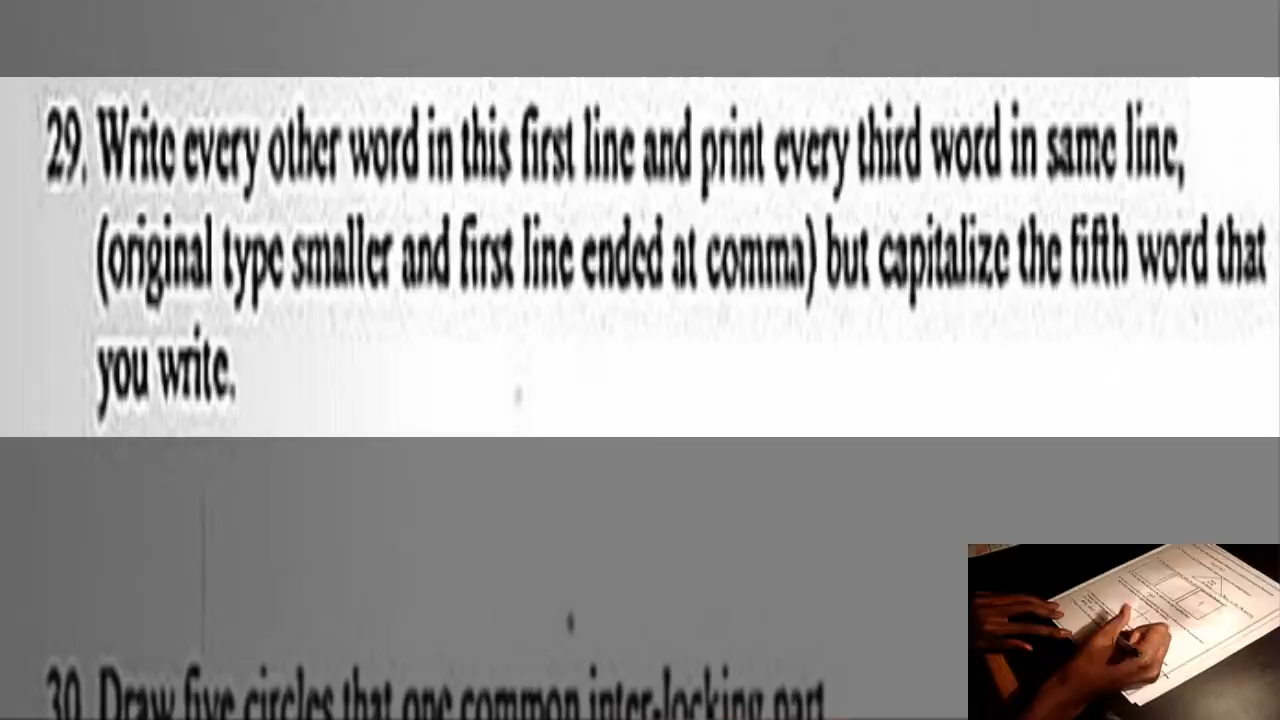 29. Write every other word in this first line and print every third word in same line,
(original type smaller and first line ended at comma) but capitalize the fifth word that
you write.
30. Draw five circles that one common inter-locking part